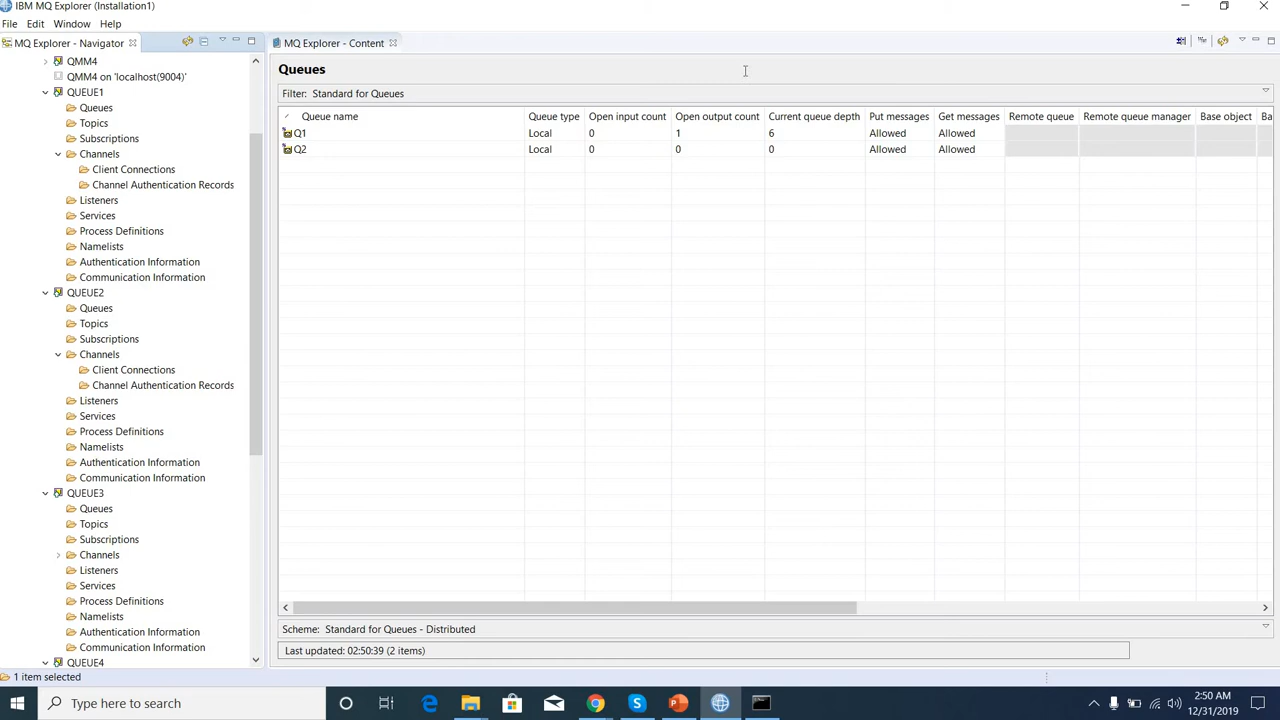 IBM MQ Explorer (Installation1)
File Edit Window Help
MQ Explorer - Navigator
QMM4
QMM4 on 'localhost(9004)'
QUEUE1
Queues
Topics
Subscriptions
Channels
Client Connections
Channel Authentication Records
Listeners
Services
Process Definitions
Namelists
Authentication Information
Communication Information
QUEUE2
Queues
Topics
Subscriptions
Channels
Client Connections
Channel Authentication Records
Listeners
Services
Process Definitions
Namelists
Authentication Information
Communication Information
QUEUE3
Queues
Topics
Subscriptions
Channels
Listeners
Services
Process Definitions
Namelists
Authentication Information
Communication Information
QUEUE4
MQ Explorer - Content
Queues
Filter: Standard for Queues
Queue name Queue type Open input count Open output count Current queue depth Put messages Get messages Remote queue Remote queue manager Base object Ba
Q1 Local 0 1 6 Allowed Allowed
Q2 Local 0 0 0 Allowed Allowed
Scheme: Standard for Queues - Distributed
Last updated: 02:50:39 (2 items)
1 item selected
Type here to search
2:50 AM
12/31/2019